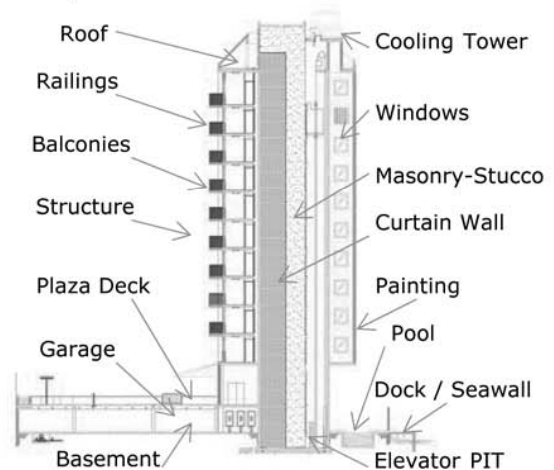 Roof
Cooling Tower
Railings
Windows
Balconies
Masonry-Stucco
Structure
Curtain Wall
Plaza Deck
Painting
Garage
Pool
Dock / Seawall
Basement
Elevator PIT